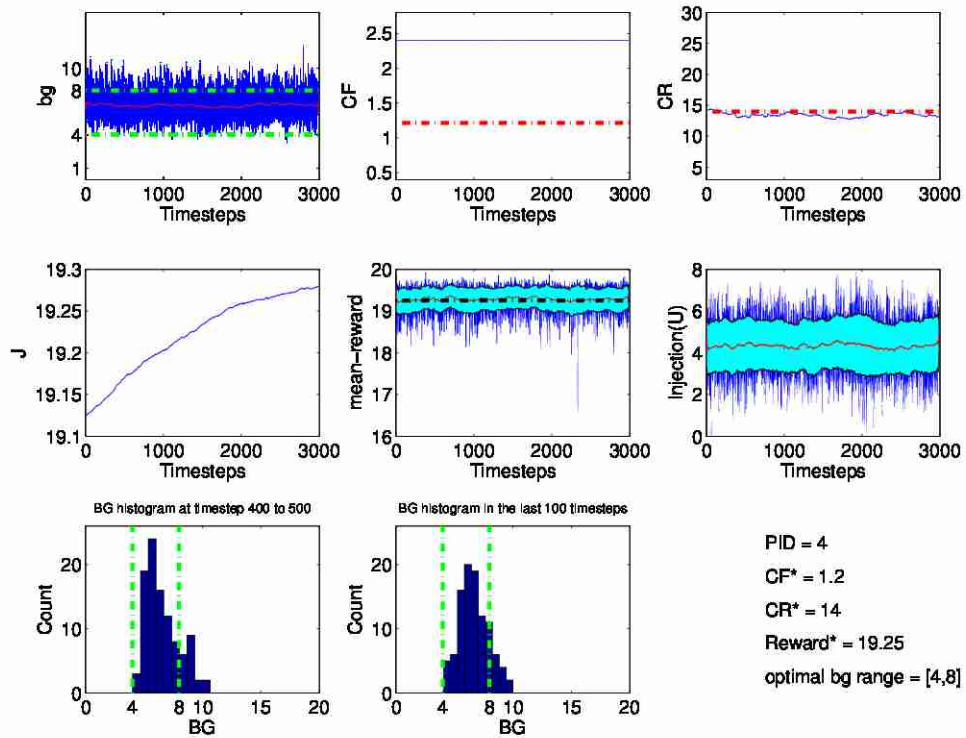 10
8
4
1
bg
0 1000 2000 3000
Timesteps
2.5
2
1.5
1
0.5
CF
0 1000 2000 3000
Timesteps
30
25
20
15
10
5
CR
0 1000 2000 3000
Timesteps
19.3
19.25
19.2
19.15
19.1
J
0 1000 2000 3000
Timesteps
20
19
18
17
16
mean-reward
0 1000 2000 3000
Timesteps
8
6
4
2
0
Injection(U)
0 1000 2000 3000
Timesteps
BG histogram at timestep 400 to 500
20
10
0
Count
0 4 8 10 15 20
BG
BG histogram in the last 100 timesteps
20
10
0
Count
0 4 8 10 15 20
BG
PID = 4
CF* = 1.2
CR* = 14
Reward* = 19.25
optimal bg range = [4,8]